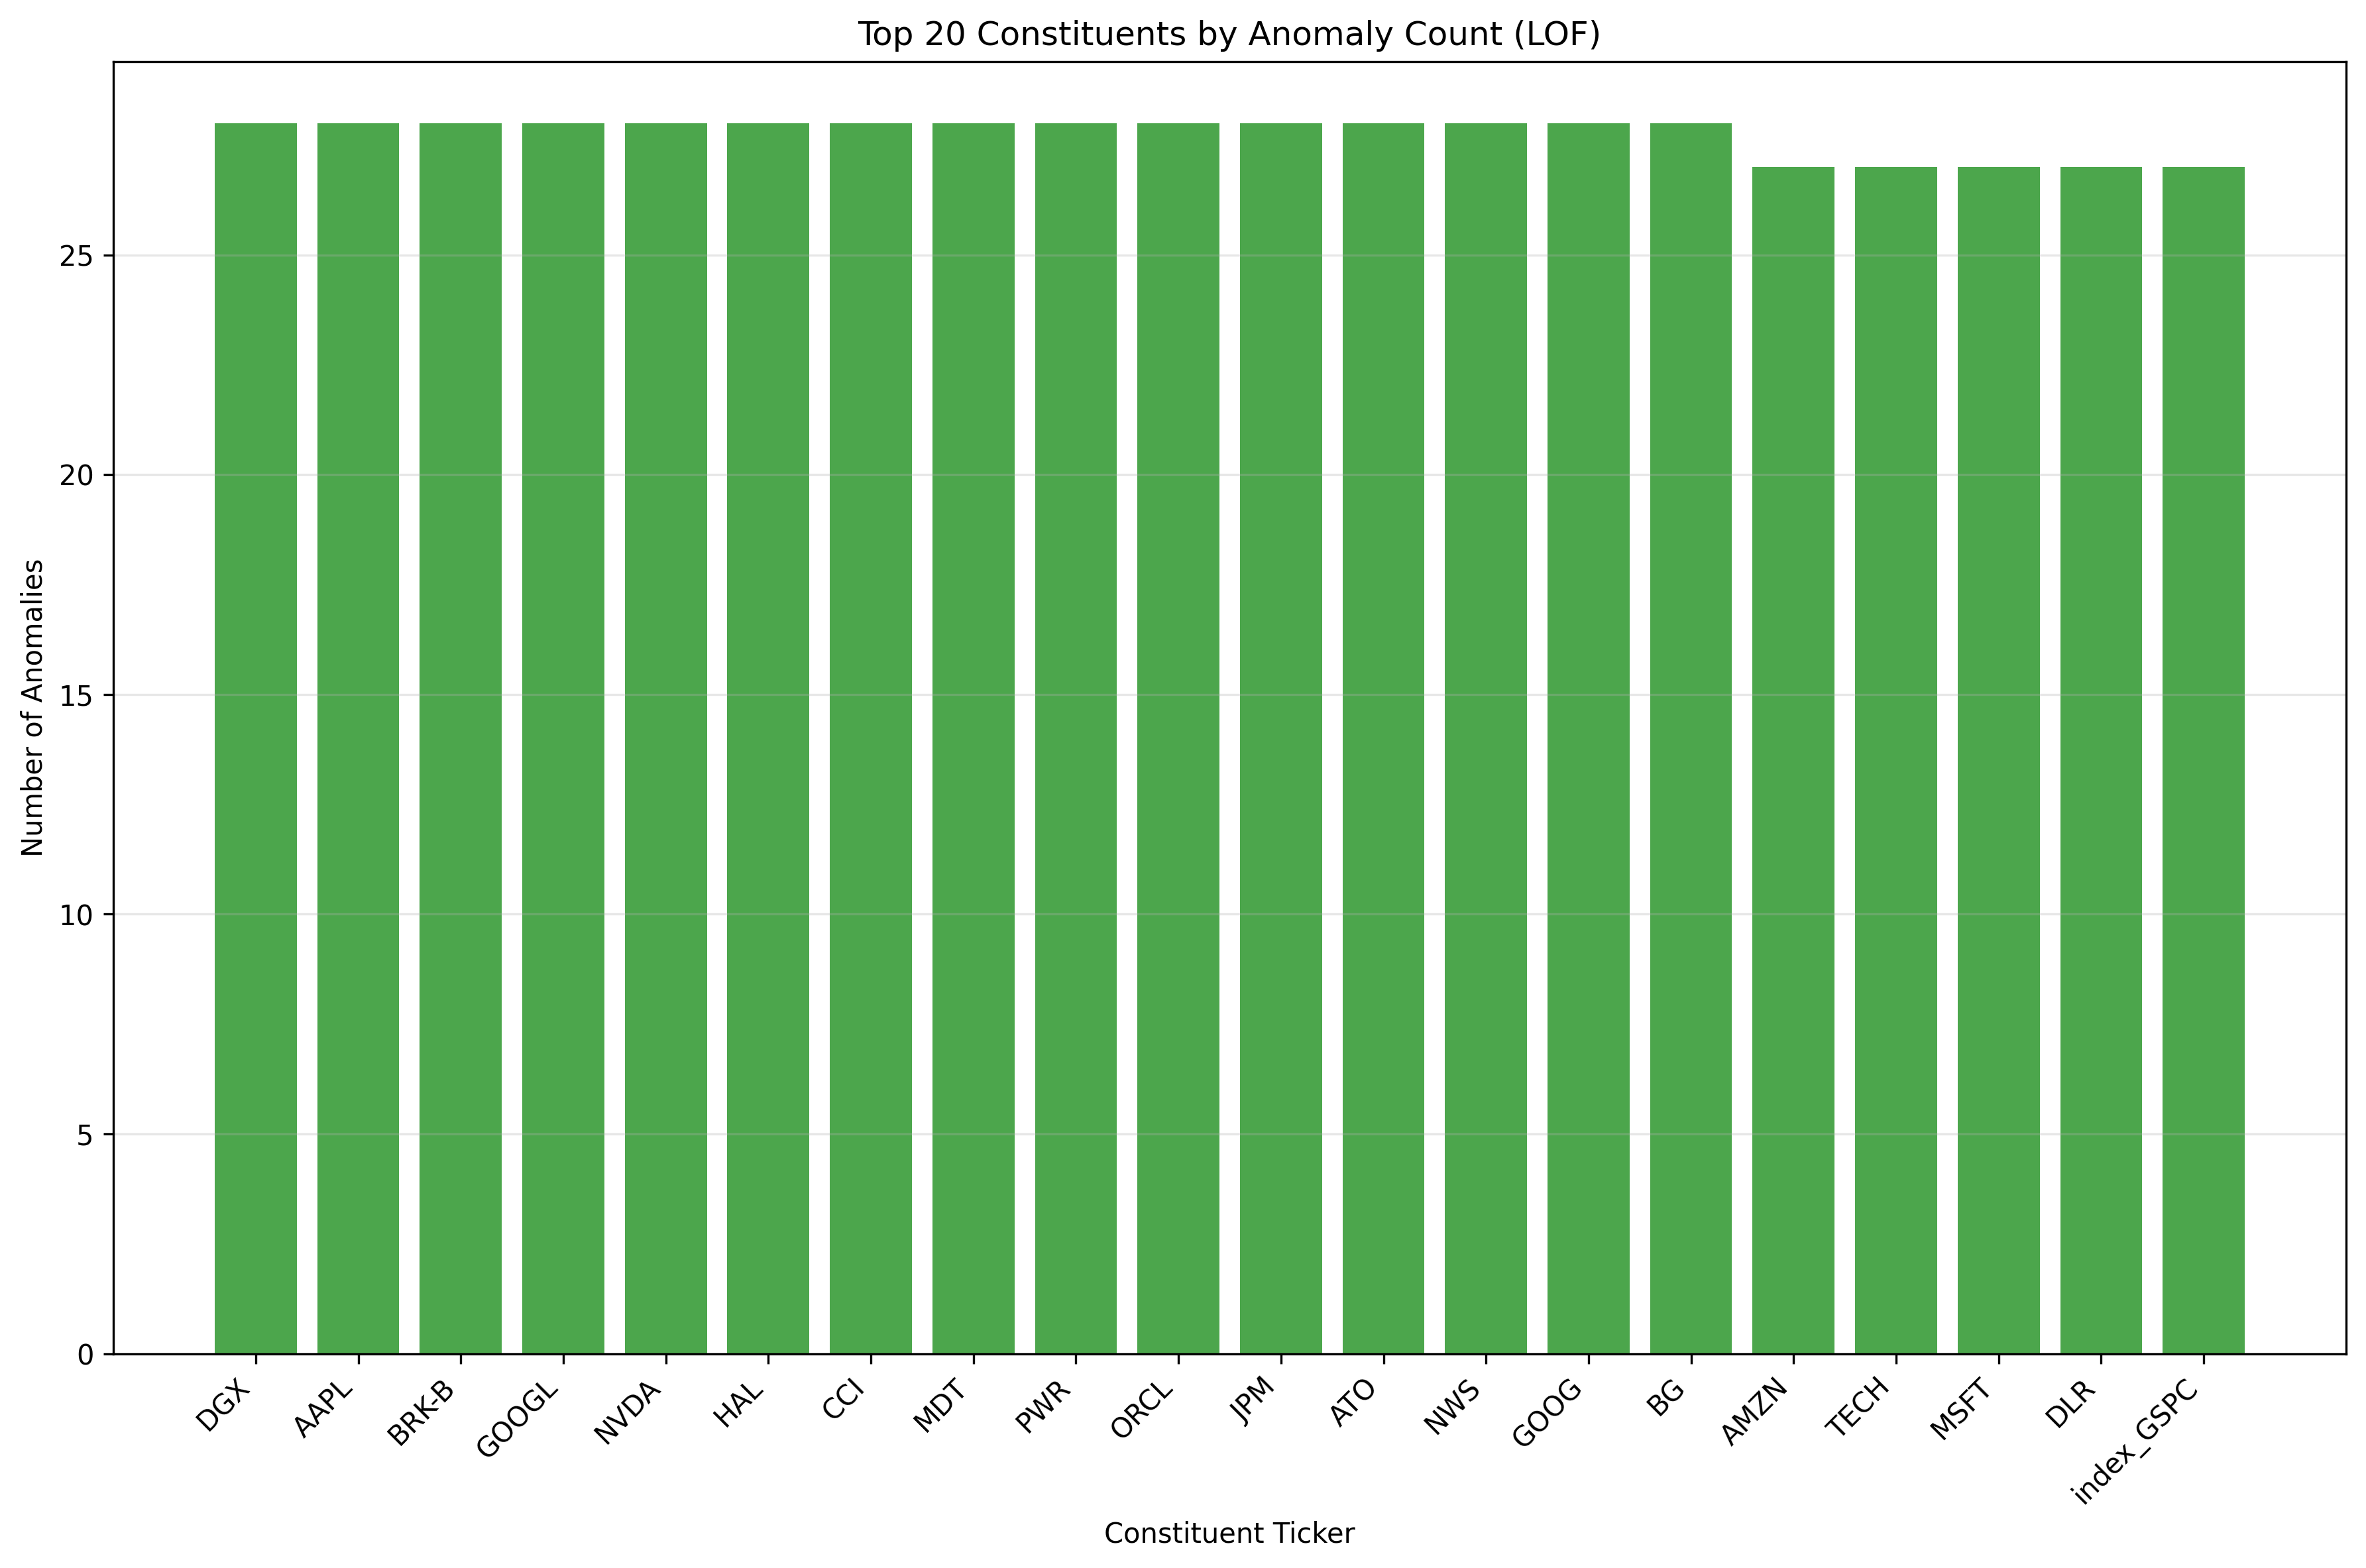 Top 20 Constituents by Anomaly Count (LOF)
Number of Anomalies
25
20
15
10
5
0
DGX
AAPL
BRK-B
GOOGL
NVDA
HAL
CCI
MDT
PWR
ORCL
JPM
ATO
NWS
GOOG
BG
AMZN
TECH
MSFT
DLR
index_GSPC
Constituent Ticker